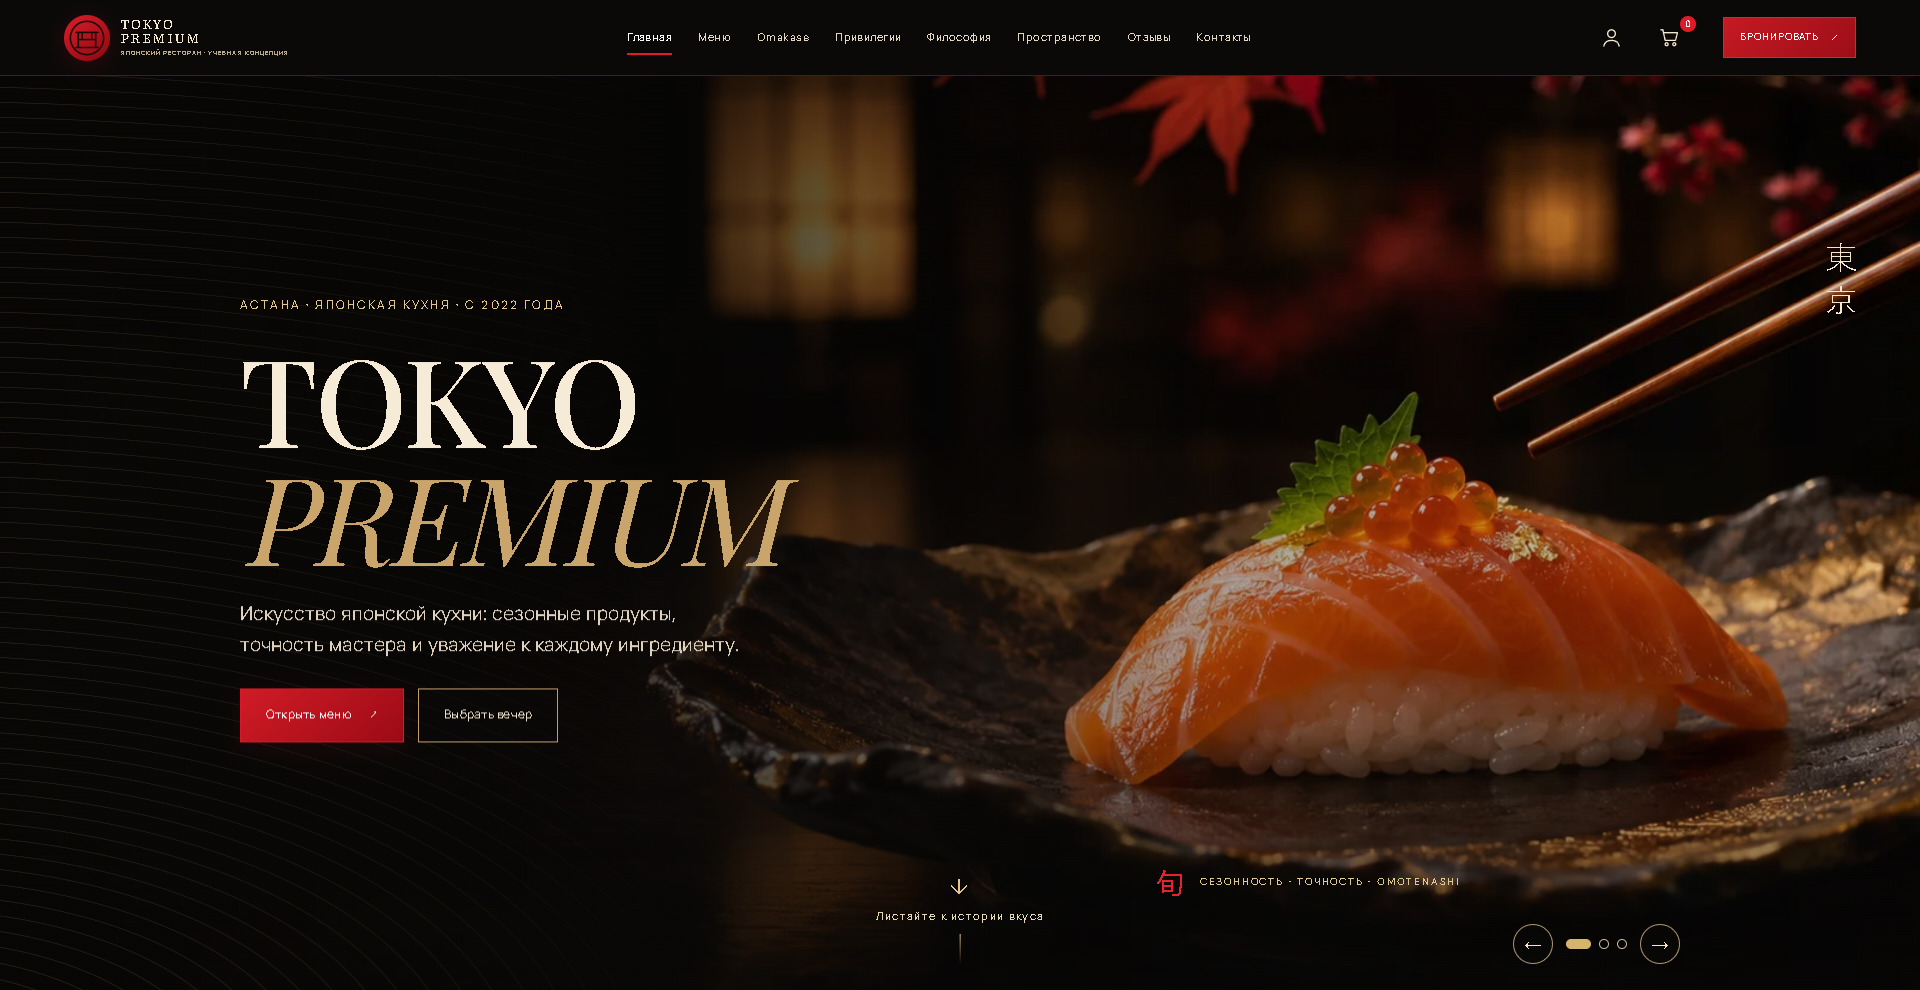 TOKYO
PREMIUM
ЯПОНСКИЙ РЕСТОРАН · УЧЕБНАЯ КОНЦЕПЦИЯ
Главная
Меню
Omakase
Привилегии
Философия
Пространство
Отзывы
Контакты
0
БРОНИРОВАТЬ
東
京
АСТАНА · ЯПОНСКАЯ КУХНЯ · С 2022 ГОДА
TOKYO
PREMIUM
Искусство японской кухни: сезонные продукты,
точность мастера и уважение к каждому ингредиенту.
Открыть меню
Выбрать вечер
旬 СЕЗОННОСТЬ · ТОЧНОСТЬ · OMOTENASHI
Листайте к истории вкуса